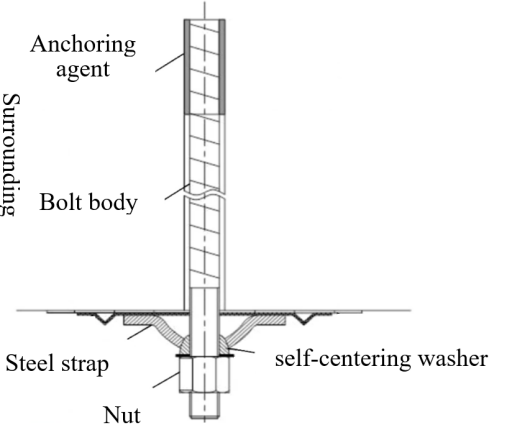 Anchoring
agent
Surrounding
Bolt body
Steel strap
self-centering washer
Nut